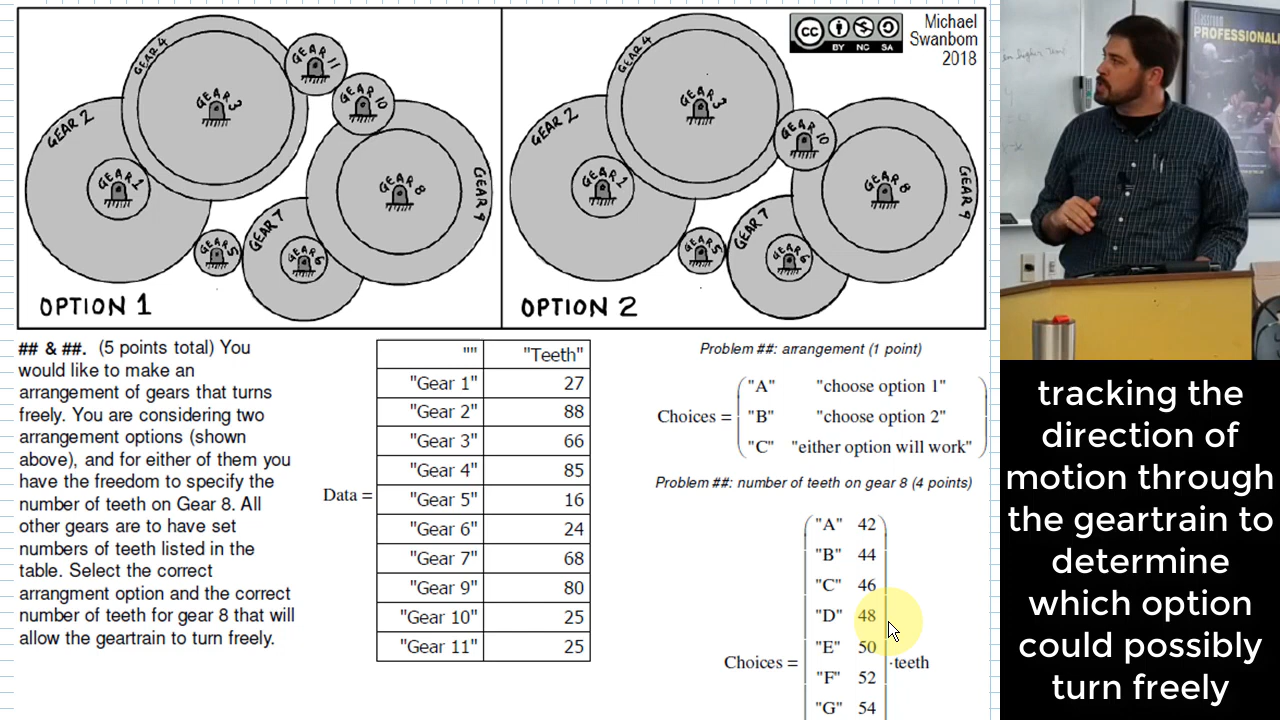 GEAR 4
GEAR 11
GEAR 3
GEAR 10
GEAR 2
GEAR 1
GEAR 8
GEAR 9
GEAR 7
GEAR 5
GEAR 6
OPTION 1
GEAR 4
GEAR 3
GEAR 10
GEAR 2
GEAR 1
GEAR 8
GEAR 9
GEAR 7
GEAR 5
GEAR 6
OPTION 2
cc
BY NC SA
Michael
Swanbom
2018
Classroom
PROFESSIONALI
## & ##. (5 points total) You
would like to make an
arrangement of gears that turns
freely. You are considering two
arrangement options (shown
above), and for either of them you
have the freedom to specify the
number of teeth on Gear 8. All
other gears are to have set
numbers of teeth listed in the
table. Select the correct
arrangment option and the correct
number of teeth for gear 8 that will
allow the geartrain to turn freely.
Data =
"" "Teeth"
"Gear 1" 27
"Gear 2" 88
"Gear 3" 66
"Gear 4" 85
"Gear 5" 16
"Gear 6" 24
"Gear 7" 68
"Gear 9" 80
"Gear 10" 25
"Gear 11" 25
Problem ##: arrangement (1 point)
Choices =
"A" "choose option 1"
"B" "choose option 2"
"C" "either option will work"
Problem ##: number of teeth on gear 8 (4 points)
Choices =
"A" 42
"B" 44
"C" 46
"D" 48
"E" 50
"F" 52
"G" 54
·teeth
tracking the
direction of
motion through
the geartrain to
determine
which option
could possibly
turn freely